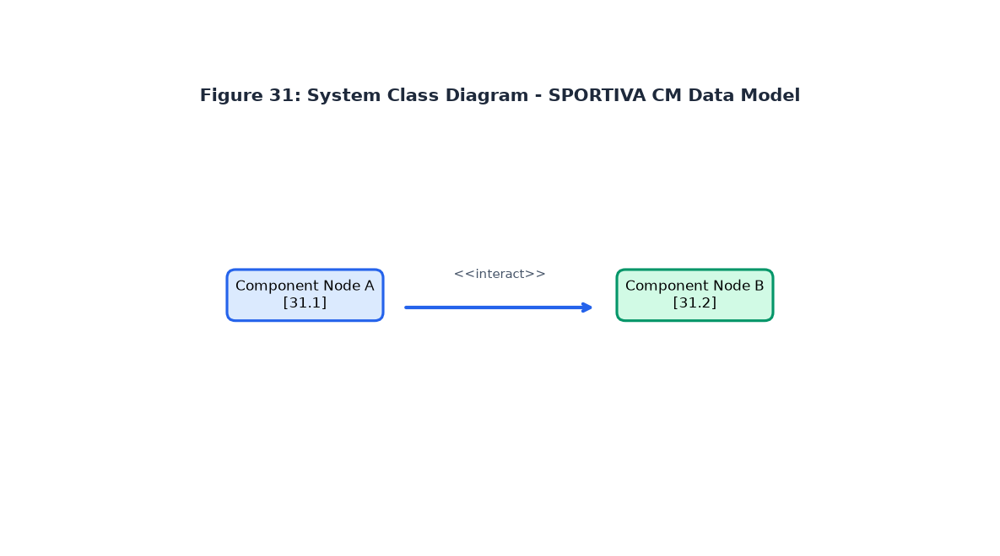 Figure 31: System Class Diagram - SPORTIVA CM Data Model
<<interact>>
Component Node A
[31.1]
Component Node B
[31.2]